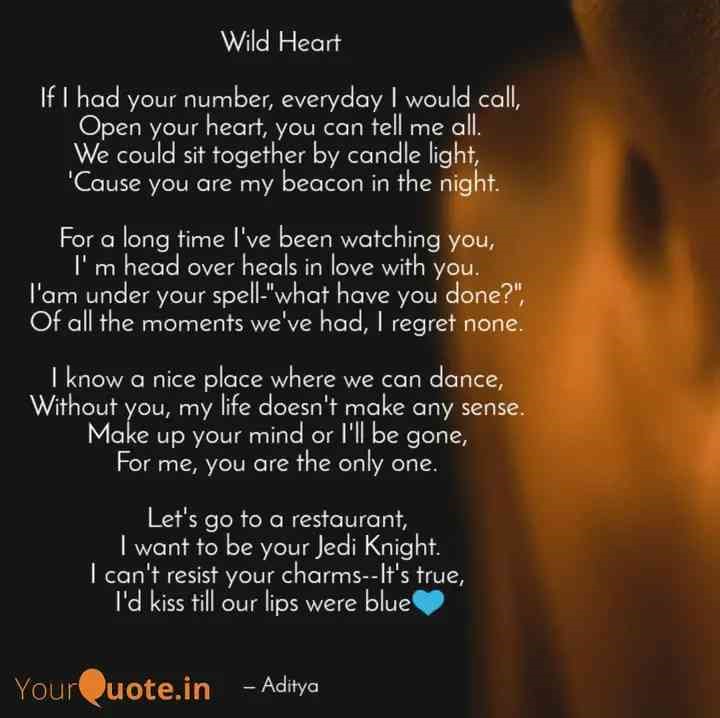 Wild Heart
If I had your number, everyday I would call,
Open your heart, you can tell me all.
We could sit together by candle light,
'Cause you are my beacon in the night.
For a long time I've been watching you,
I' m head over heals in love with you.
I'am under your spell-"what have you done?",
Of all the moments we've had, I regret none.
I know a nice place where we can dance,
Without you, my life doesn't make any sense.
Make up your mind or I'll be gone,
For me, you are the only one.
Let's go to a restaurant,
I want to be your Jedi Knight.
I can't resist your charms--It's true,
I'd kiss till our lips were blue💙
YourQuote.in – Aditya